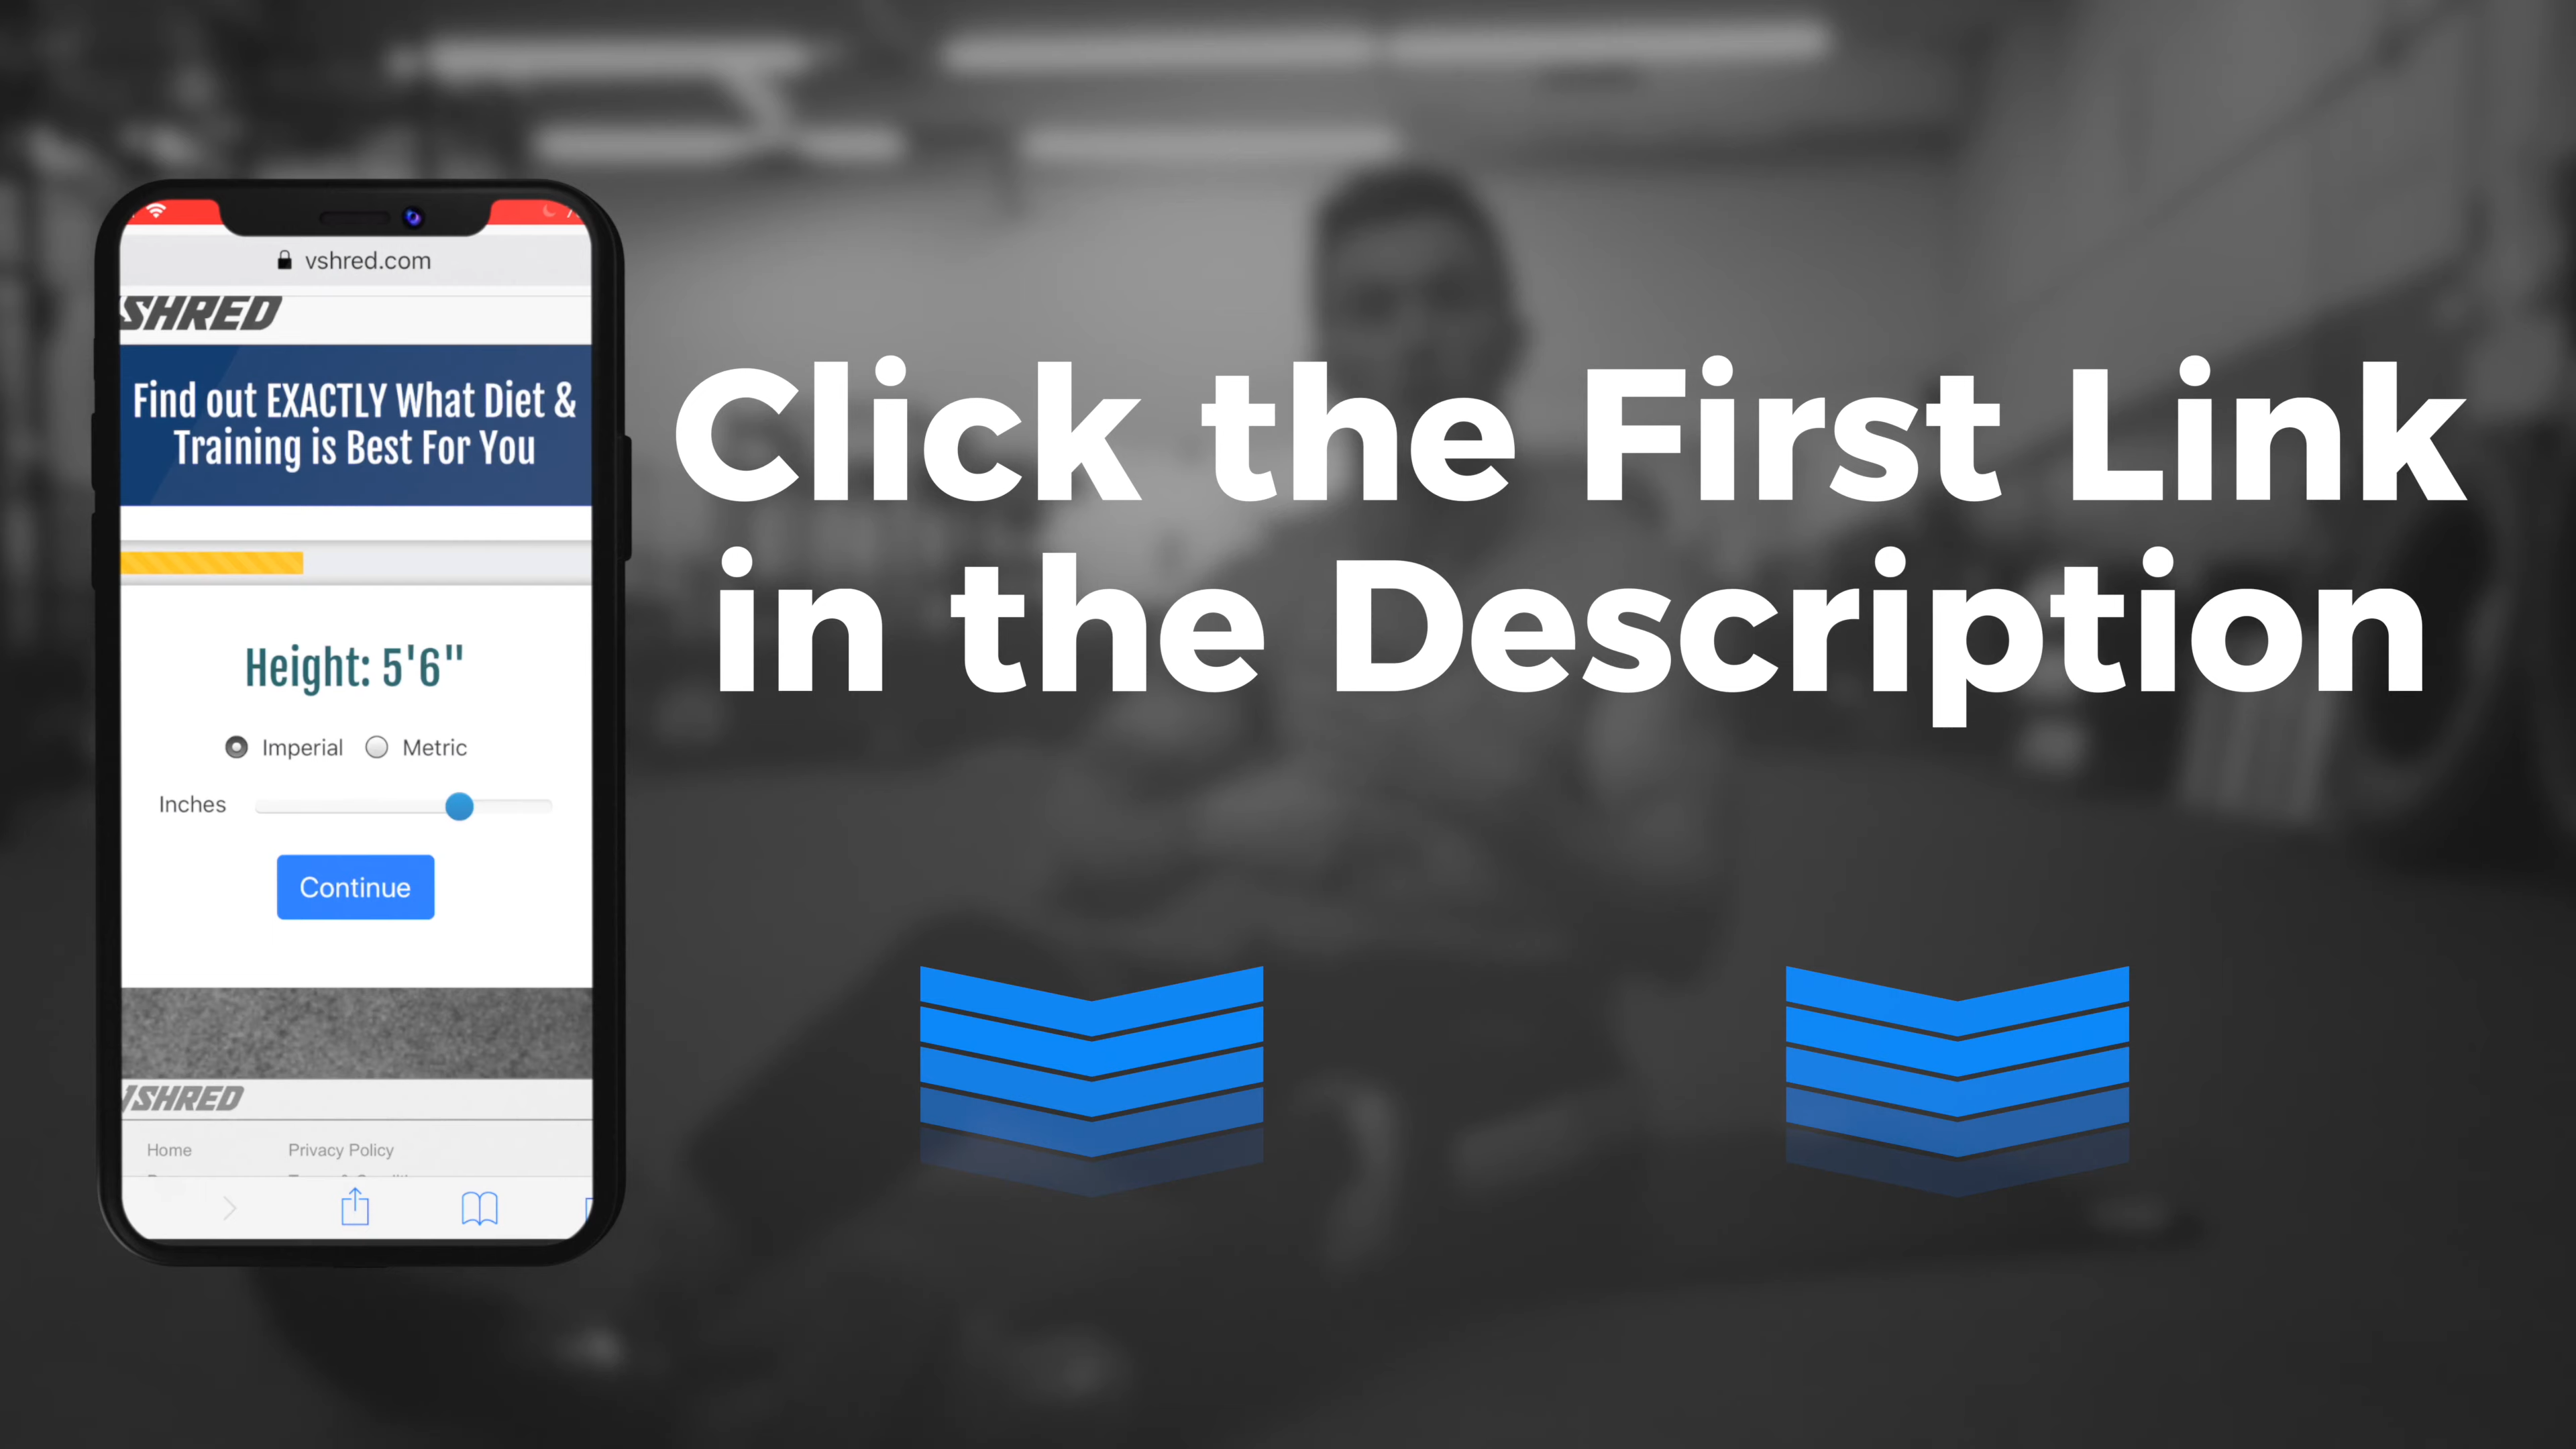 vshred.com
SHRED
Find out EXACTLY What Diet &
Training is Best For You
Height: 5'6"
Imperial Metric
Inches
Continue
VSHRED
Home Privacy Policy
Click the First Link
in the Description